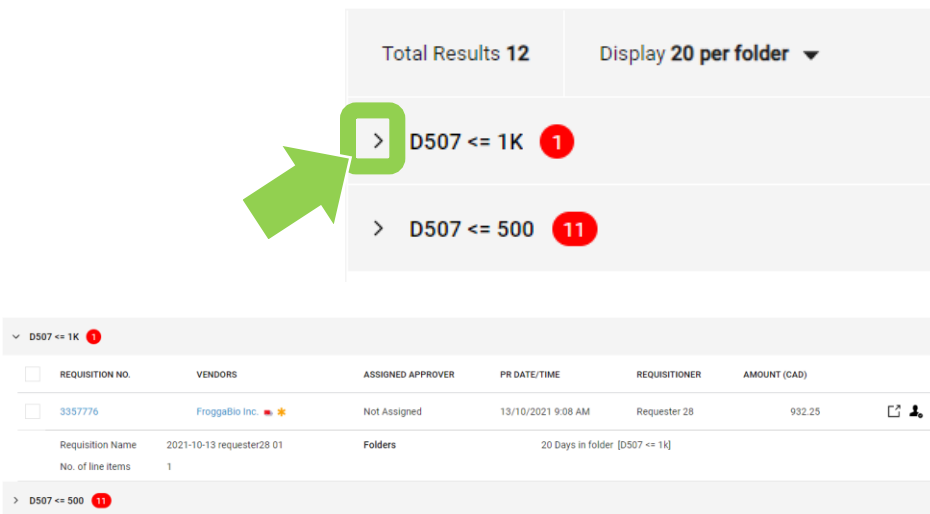 Total Results 12 Display 20 per folder
D507 <= 1K 1
D507 <= 500 11
D507 <= 1K 1
REQUISITION NO. VENDORS ASSIGNED APPROVER PR DATE/TIME REQUISITIONER AMOUNT (CAD)
3357776 FroggaBio Inc. Not Assigned 13/10/2021 9:08 AM Requester 28 932.25
Requisition Name 2021-10-13 requester28 01 Folders 20 Days in folder [D507 <= 1k]
No. of line items 1
D507 <= 500 11